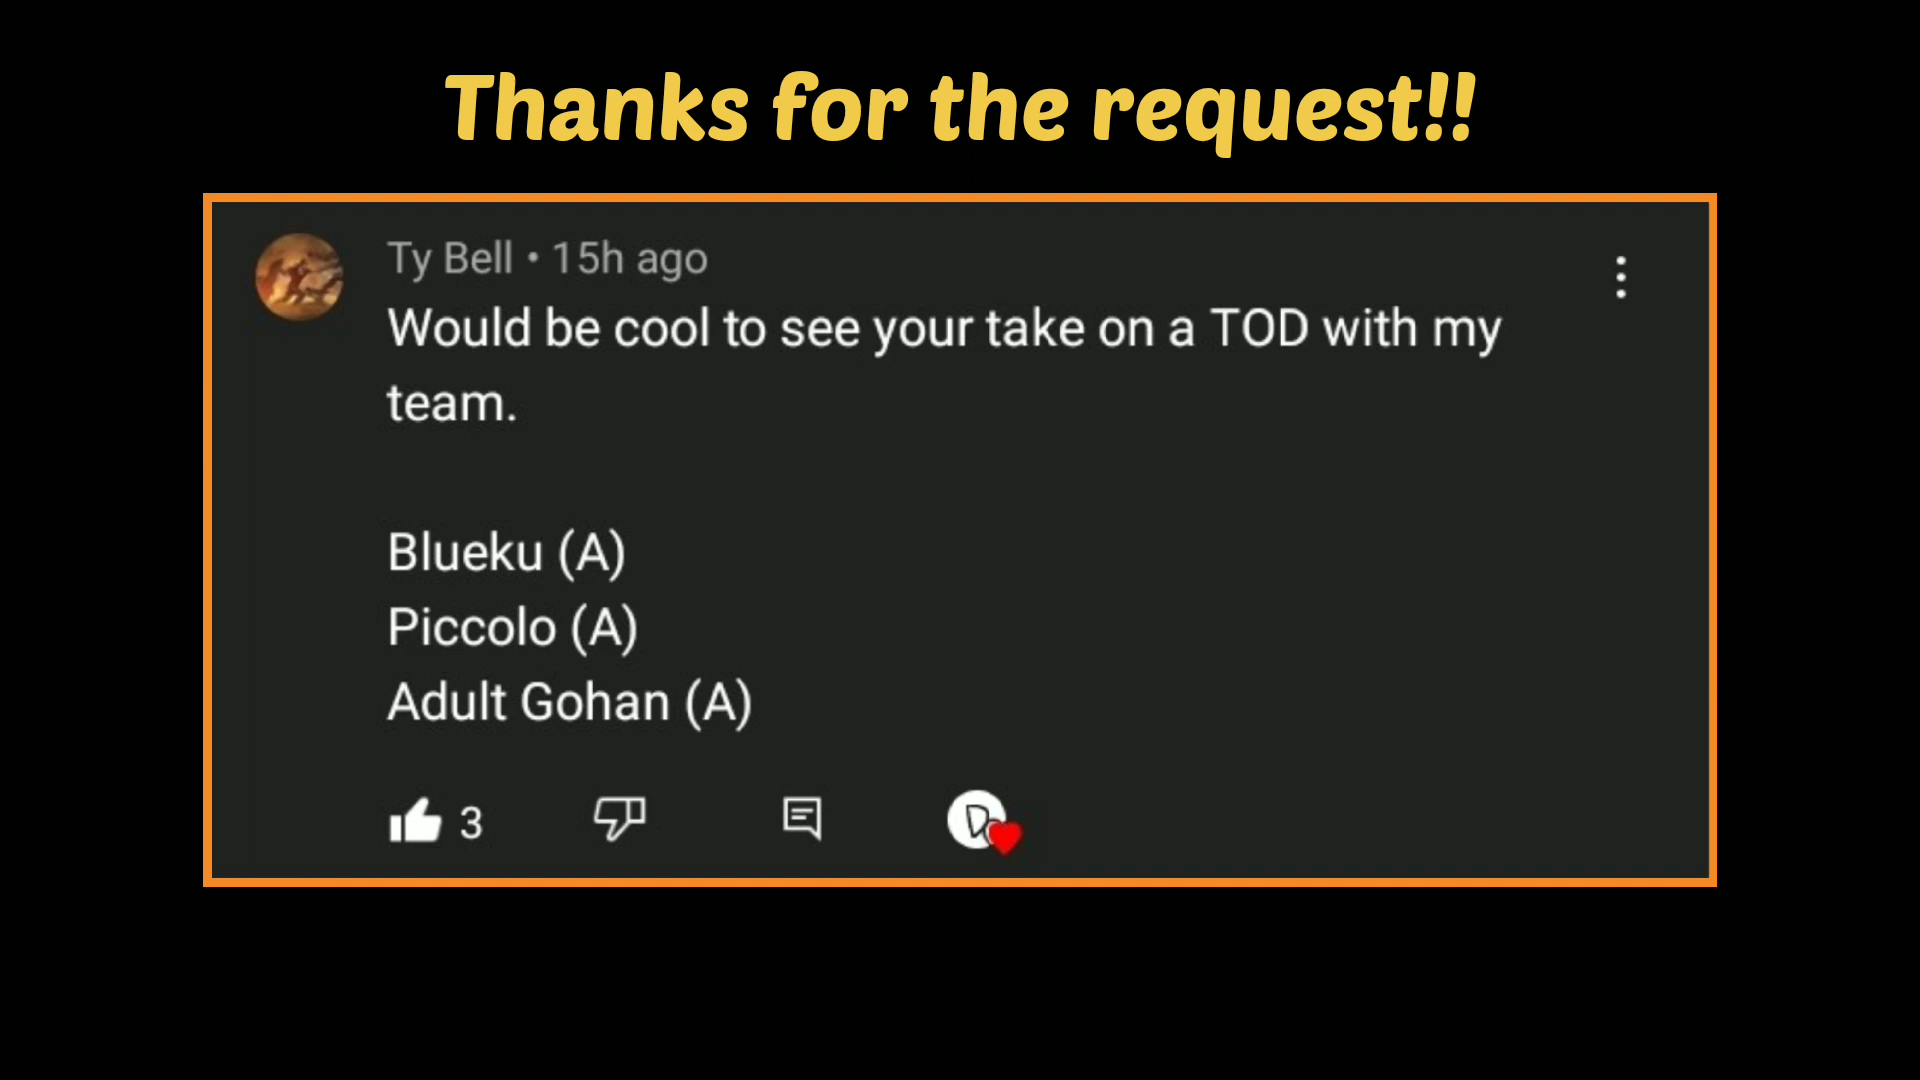 Thanks for the request!!
Ty Bell • 15h ago
Would be cool to see your take on a TOD with my
team.
Blueku (A)
Piccolo (A)
Adult Gohan (A)
3
D